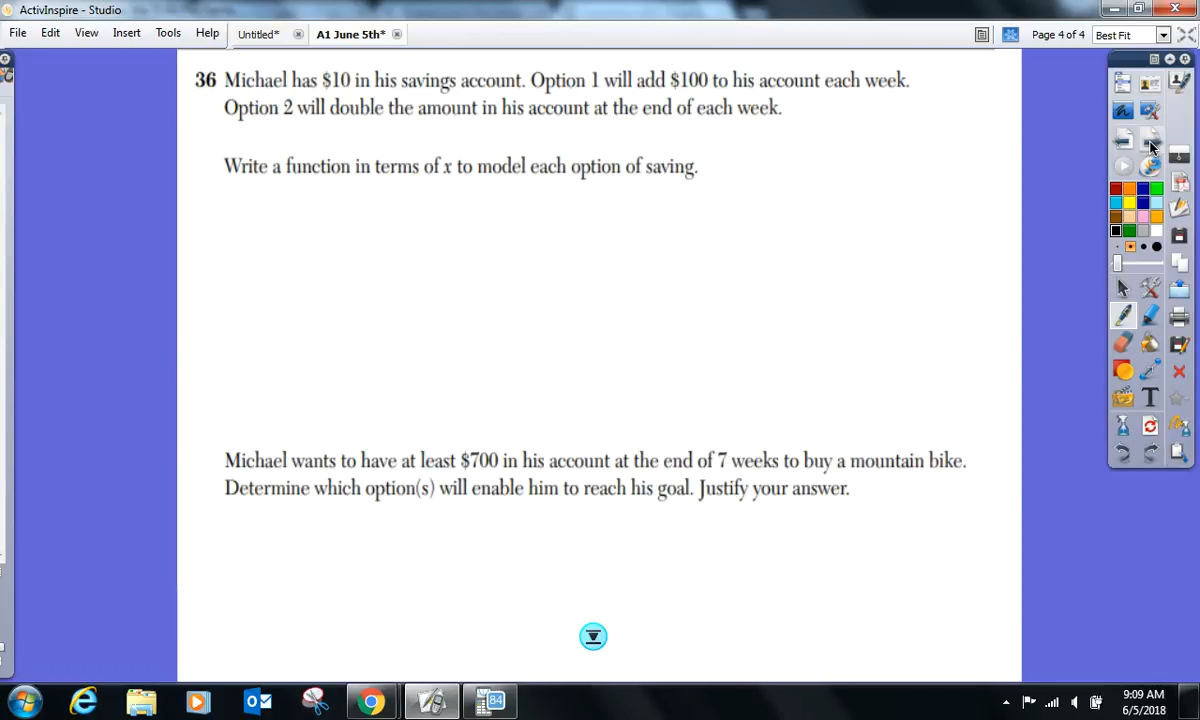 ActivInspire - Studio
File Edit View Insert Tools Help Untitled* A1 June 5th* Page 4 of 4 Best Fit
36 Michael has $10 in his savings account. Option 1 will add $100 to his account each week.
Option 2 will double the amount in his account at the end of each week.
Write a function in terms of x to model each option of saving.
Michael wants to have at least $700 in his account at the end of 7 weeks to buy a mountain bike.
Determine which option(s) will enable him to reach his goal. Justify your answer.
T
84
9:09 AM
6/5/2018